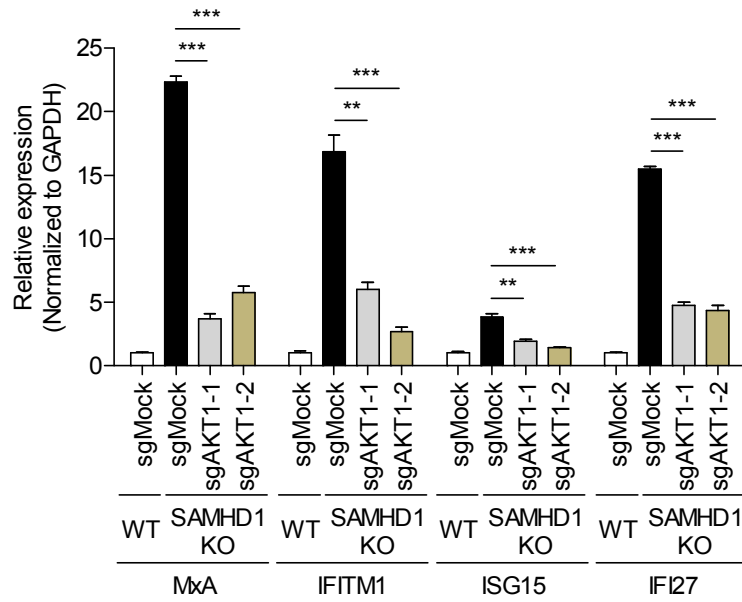 Relative expression
(Normalized to GAPDH)
25
20
15
10
5
0
***
***
***
**
***
**
***
***
sgMock
sgMock
sgAKT1-1
sgAKT1-2
sgMock
sgMock
sgAKT1-1
sgAKT1-2
sgMock
sgMock
sgAKT1-1
sgAKT1-2
sgMock
sgMock
sgAKT1-1
sgAKT1-2
WT
SAMHD1
KO
WT
SAMHD1
KO
WT
SAMHD1
KO
WT
SAMHD1
KO
MxA
IFITM1
ISG15
IFI27